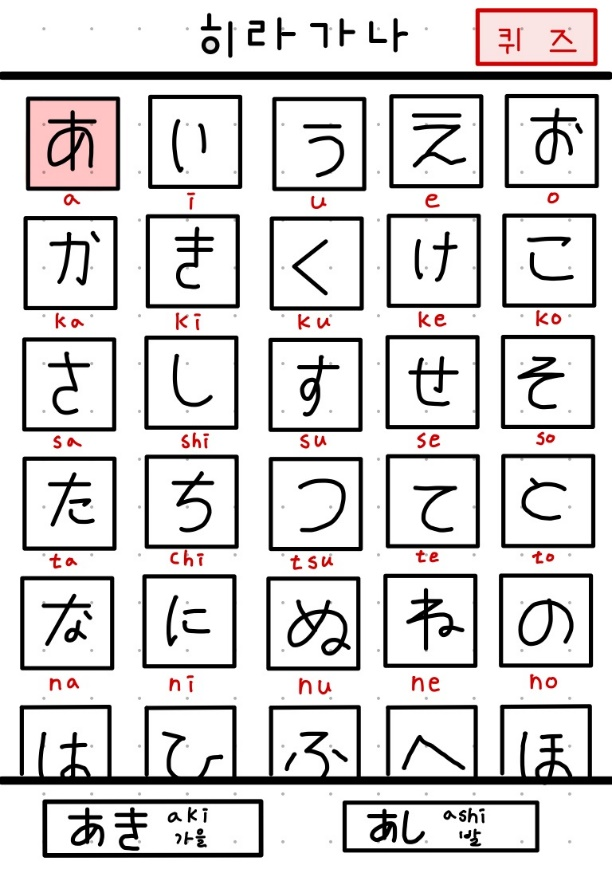 히라가나
퀴 즈
あ い う え お
a i u e o
か き く け こ
ka ki ku ke ko
さ し す せ そ
sa shi su se so
た ち つ て と
ta chi tsu te to
な に ぬ ね の
na ni nu ne no
は ひ ふ へ ほ
あき aki 가을
あし ashi 발